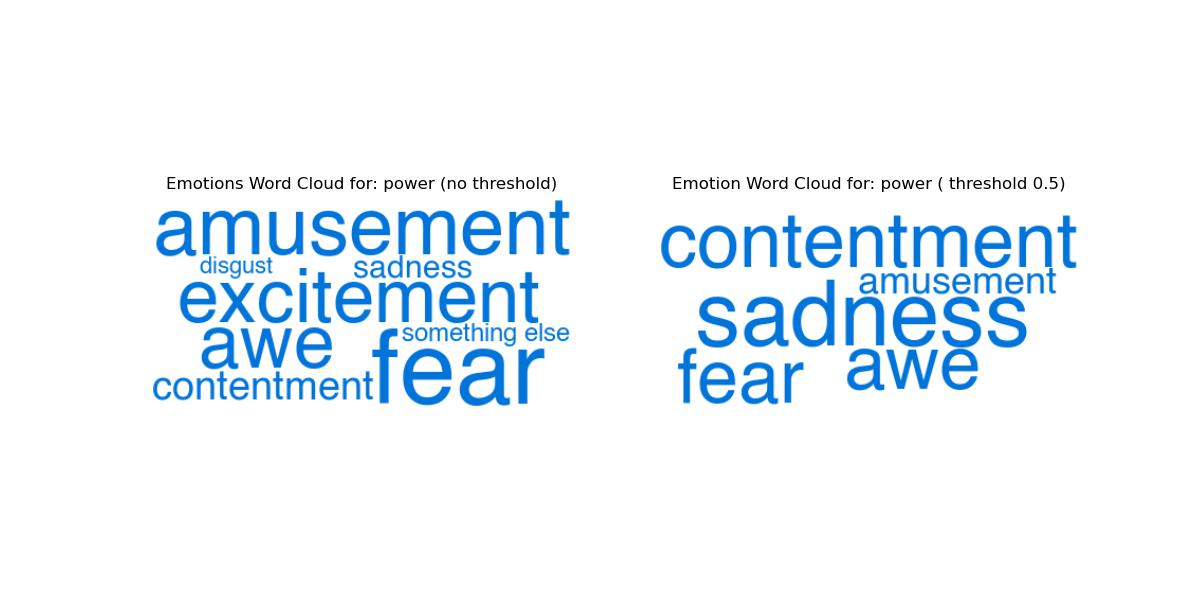 Emotions Word Cloud for: power (no threshold)
amusement
disgust
sadness
excitement
something else
awe
fear
contentment
Emotion Word Cloud for: power ( threshold 0.5)
contentment
amusement
sadness
fear
awe